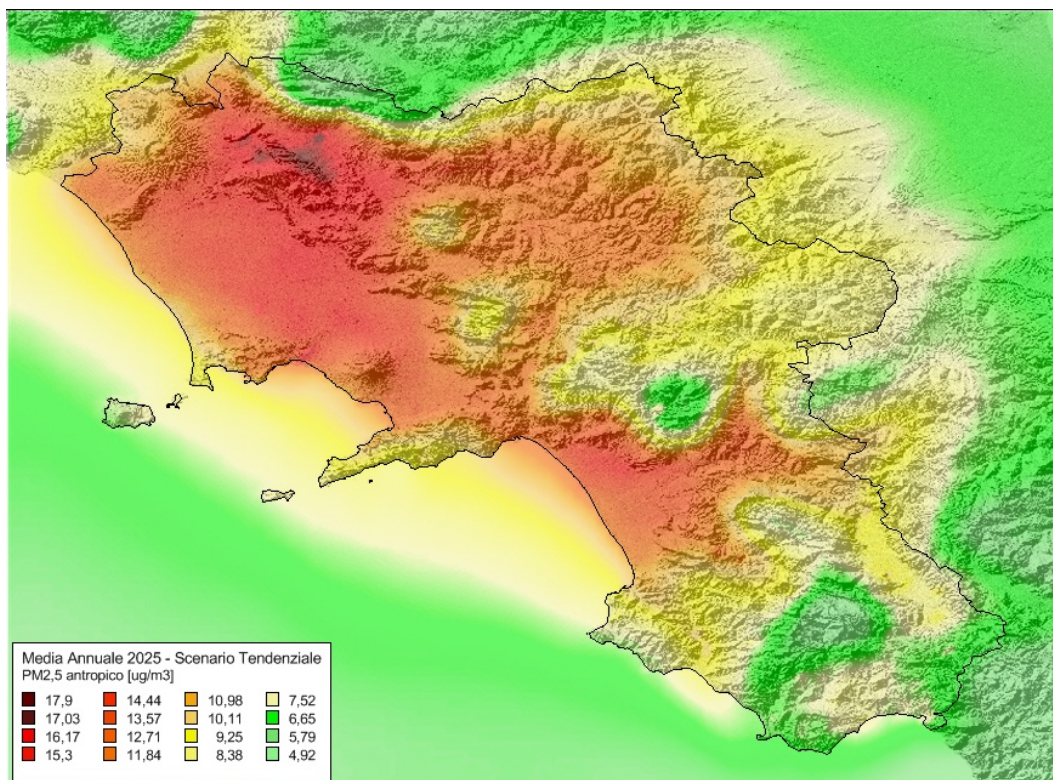 Media Annuale 2025 - Scenario Tendenziale
PM2,5 antropico [ug/m3]
17,9 14,44 10,98 7,52
17,03 13,57 10,11 6,65
16,17 12,71 9,25 5,79
15,3 11,84 8,38 4,92